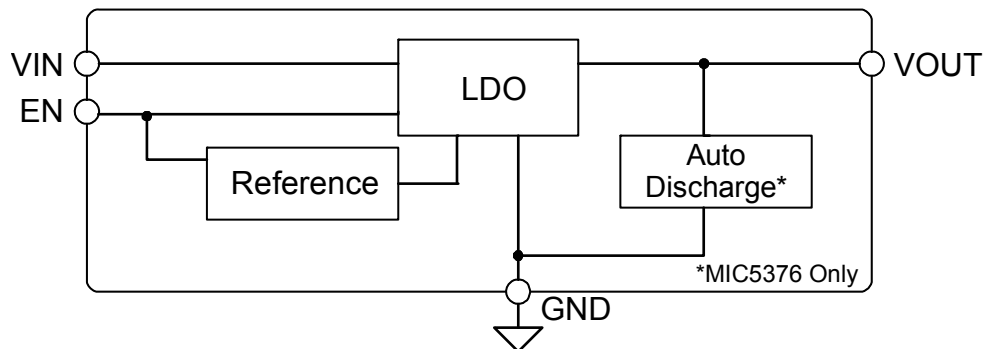 VIN
EN
LDO
VOUT
Reference
Auto
Discharge*
*MIC5376 Only
GND